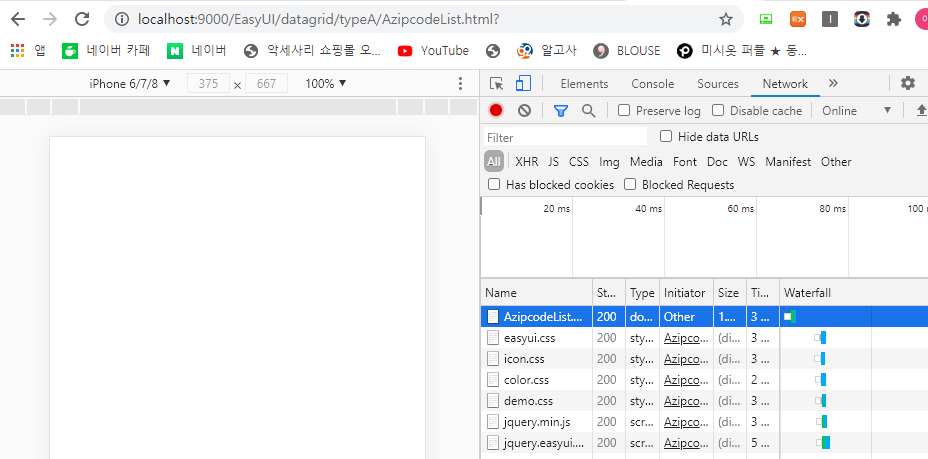 localhost:9000/EasyUI/datagrid/typeA/AzipcodeList.html?
앱 네이버 카페 네이버 악세사리 쇼핑몰 오... YouTube 알고사 BLOUSE 미시옷 퍼플 ★ 동...
iPhone 6/7/8 ▼ 375 x 667 100% ▼
Elements Console Sources Network »
Preserve log Disable cache Online ▼
Filter Hide data URLs
All XHR JS CSS Img Media Font Doc WS Manifest Other
Has blocked cookies Blocked Requests
20 ms 40 ms 60 ms 80 ms 100
Name St... Type Initiator Size Ti... Waterfall
AzipcodeList.... 200 do... Other 1.... 3 ...
easyui.css 200 sty... Azipco... (di... 3 ...
icon.css 200 sty... Azipco... (di... 3 ...
color.css 200 sty... Azipco... (di... 2 ...
demo.css 200 sty... Azipco... (di... 3 ...
jquery.min.js 200 scr... Azipco... (di... 3 ...
jquery.easyui.... 200 scr... Azipco... (di... 5 ...